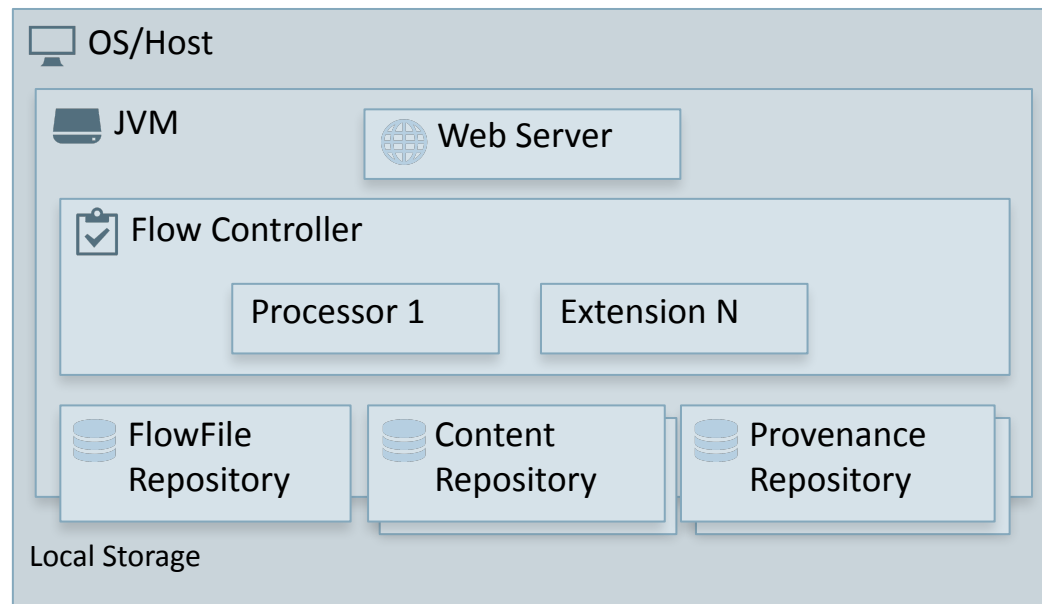 OS/Host
JVM
Web Server
Flow Controller
Processor 1
Extension N
FlowFile
Repository
Content
Repository
Provenance
Repository
Local Storage